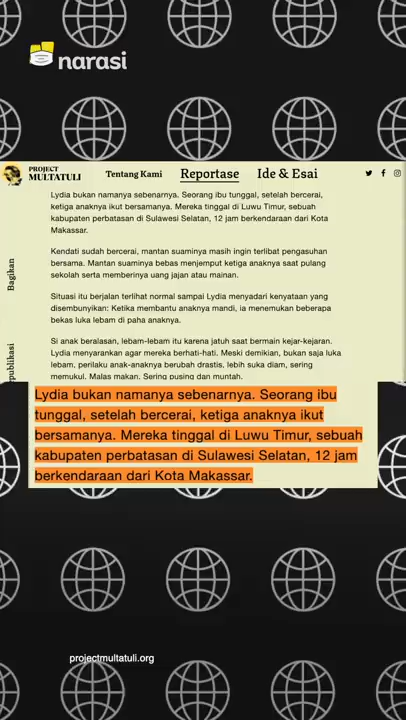 narasi
PROJECT
MULTATULI
Tentang Kami
Reportase
Ide & Esai
Lydia bukan namanya sebenarnya. Seorang ibu tunggal, setelah bercerai,
ketiga anaknya ikut bersamanya. Mereka tinggal di Luwu Timur, sebuah
kabupaten perbatasan di Sulawesi Selatan, 12 jam berkendaraan dari Kota
Makassar.
Kendati sudah bercerai, mantan suaminya masih ingin terlibat pengasuhan
bersama. Mantan suaminya bebas menjemput ketiga anaknya saat pulang
sekolah serta memberinya uang jajan atau mainan.
Bagikan
Situasi itu berjalan terlihat normal sampai Lydia menyadari kenyataan yang
disembunyikan: Ketika membantu anaknya mandi, ia menemukan beberapa
bekas luka lebam di paha anaknya.
Si anak beralasan, lebam-lebam itu karena jatuh saat bermain kejar-kejaran.
Lydia menyarankan agar mereka berhati-hati. Meski demikian, bukan saja luka
lebam, perilaku anak-anaknya berubah drastis. lebih suka diam, sering
memukul. Malas makan. Sering pusing dan muntah.
publikasi
Lydia bukan namanya sebenarnya. Seorang ibu
tunggal, setelah bercerai, ketiga anaknya ikut
bersamanya. Mereka tinggal di Luwu Timur, sebuah
kabupaten perbatasan di Sulawesi Selatan, 12 jam
berkendaraan dari Kota Makassar.
projectmultatuli.org